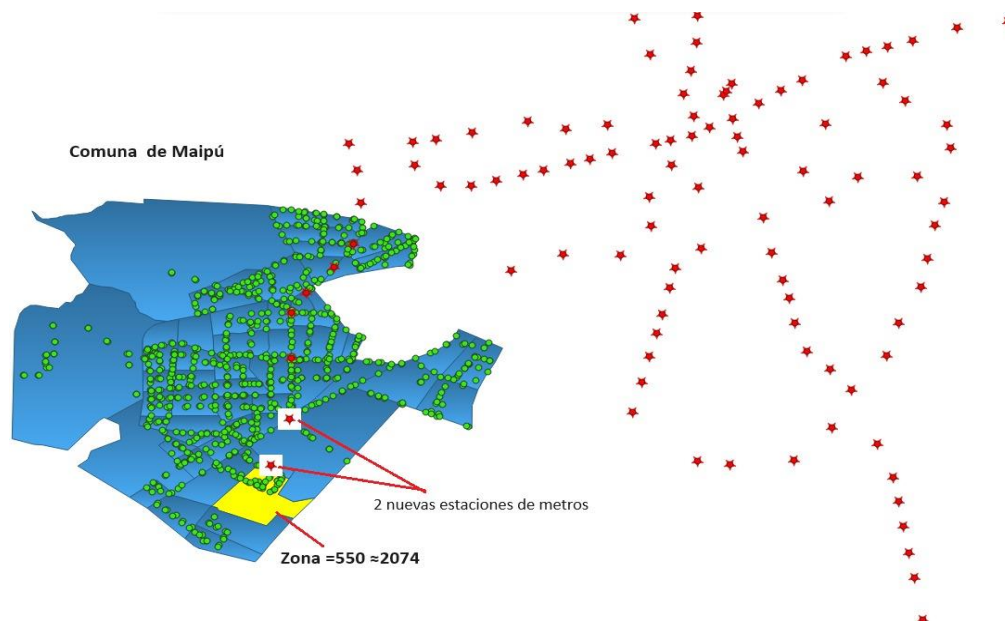 Comuna de Maipú
2 nuevas estaciones de metros
Zona =550 ≈2074